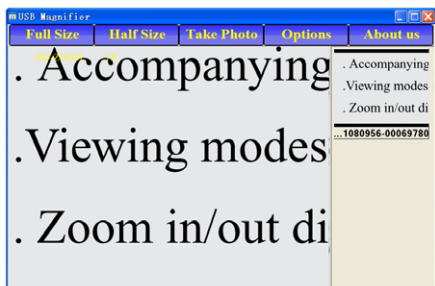 USB Magnifier
Full Size Half Size Take Photo Options About us
. Accompanying
.Viewing modes
. Zoom in/out di
. Accompanying
.Viewing modes
. Zoom in/out di
...1080956-00069780